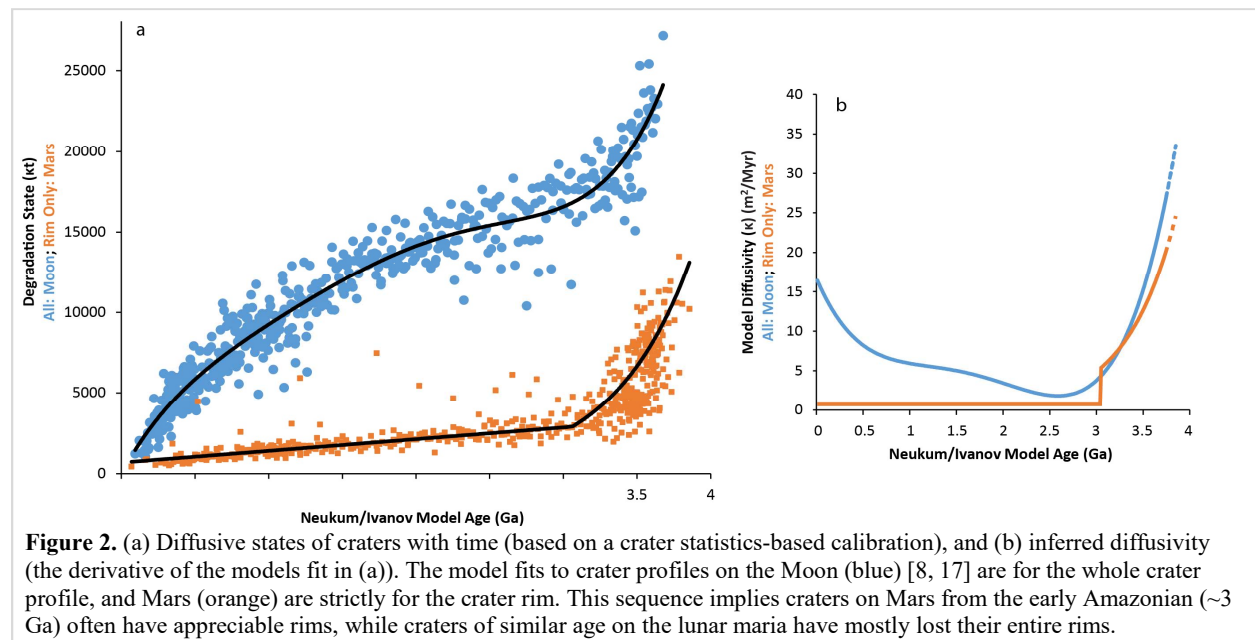 a
25000
20000
15000
10000
5000
0
Degradation State (κt)
All: Moon; Rim Only: Mars
3.5 4
Neukum/Ivanov Model Age (Ga)
b
40
35
30
25
20
15
10
5
0
Model Diffusivity (κ) (m²/Myr)
All: Moon; Rim Only: Mars
0 0.5 1 1.5 2 2.5 3 3.5 4
Neukum/Ivanov Model Age (Ga)
Figure 2. (a) Diffusive states of craters with time (based on a crater statistics-based calibration), and (b) inferred diffusivity
(the derivative of the models fit in (a)). The model fits to crater profiles on the Moon (blue) [8, 17] are for the whole crater
profile, and Mars (orange) are strictly for the crater rim. This sequence implies craters on Mars from the early Amazonian (~3
Ga) often have appreciable rims, while craters of similar age on the lunar maria have mostly lost their entire rims.